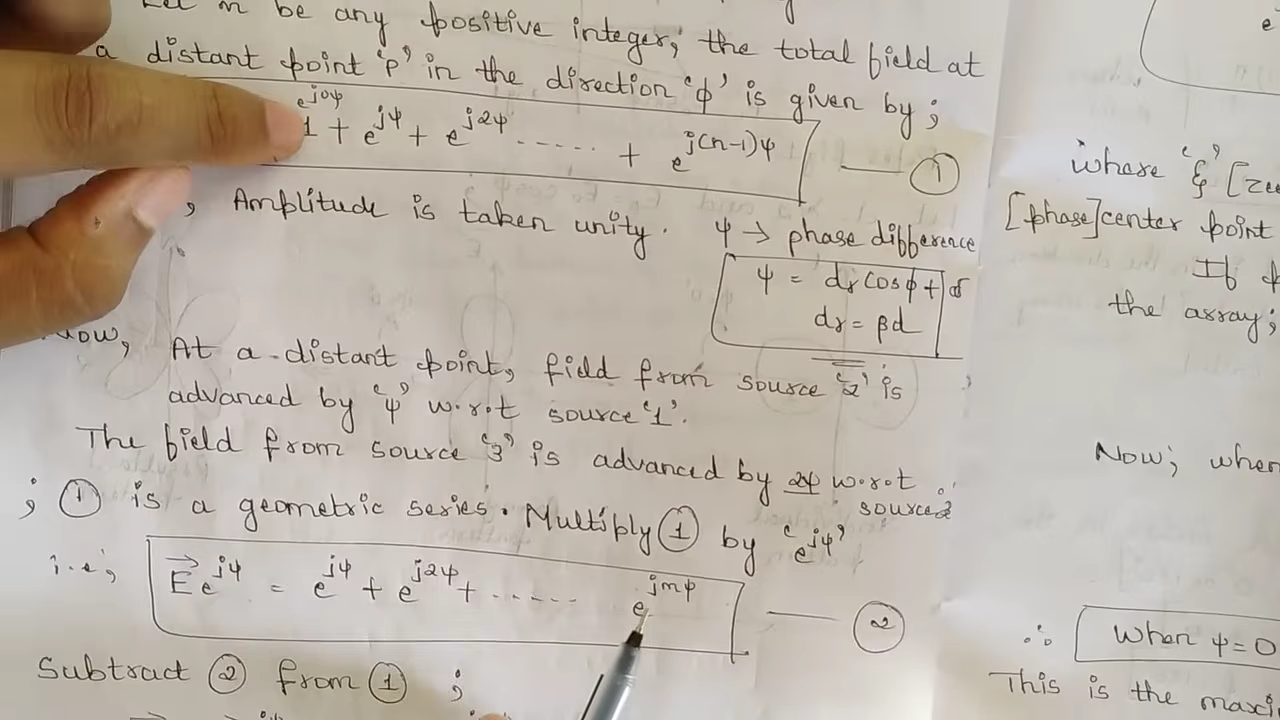 Let n be any positive integer; the total field at
a distant point 'P' in the direction 'ϕ' is given by;
e^j0ψ
1 + e^jψ + e^j2ψ ..... + e^j(n-1)ψ — ①
, Amplitude is taken unity. ψ → phase difference
ψ = dr cosϕ + δ
dr = βd
Now, At a distant point, field from source '2' is
advanced by 'ψ' w.r.t source '1'.
The field from source '3' is advanced by 2ψ w.r.t
source 2
; ① is a geometric series. Multiply ① by 'e^jψ'
i.e; E⃗ e^jψ = e^jψ + e^j2ψ + ..... e^jnψ — ②
Subtract ② from ① ;
e
where 'ξ' [ze
[phase]center point
If
the array;
Now; when
∴ When ψ = 0
This is the maxi